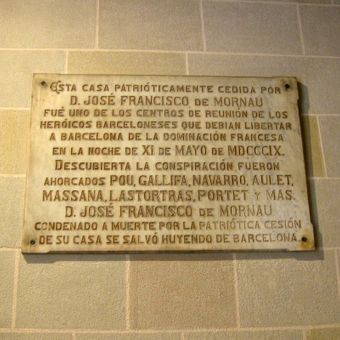 ESTA CASA PATRIÓTICAMENTE CEDIDA POR
D. JOSÉ FRANCISCO DE MORNAU
FUÉ UNO DE LOS CENTROS DE REUNIÓN DE LOS
HERÓICOS BARCELONESES QUE DEBIAN LIBERTAR
A BARCELONA DE LA DOMINACIÓN FRANCESA
EN LA NOCHE DE XI DE MAYO DE MDCCCIX.
DESCUBIERTA LA CONSPIRACIÓN FUERON
AHORCADOS POU, GALLIFA, NAVARRO, AULET,
MASSANA, LASTORTRAS, PORTET Y MAS.
D. JOSÉ FRANCISCO DE MORNAU
CONDENADO A MUERTE POR LA PATRIÓTICA CESIÓN
DE SU CASA SE SALVÓ HUYENDO DE BARCELONA.